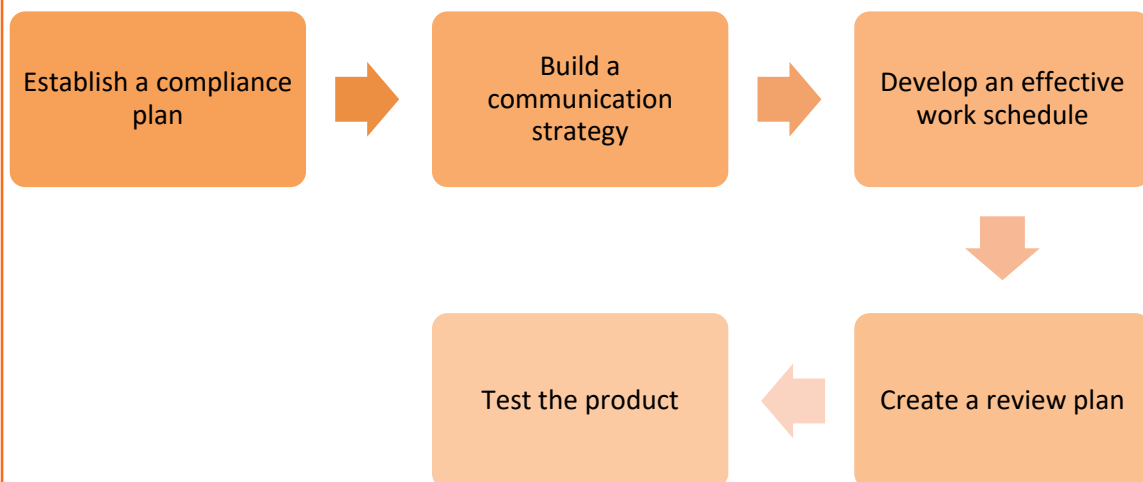 Establish a compliance
plan
Build a
communication
strategy
Develop an effective
work schedule
Create a review plan
Test the product